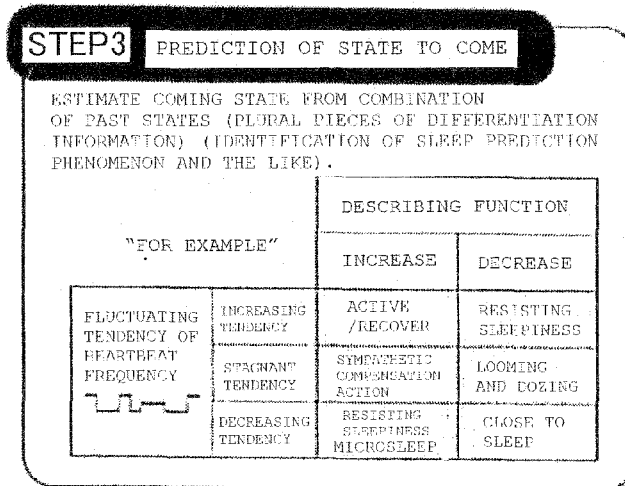 STEP3 PREDICTION OF STATE TO COME
ESTIMATE COMING STATE FROM COMBINATION
OF PAST STATES (PLURAL PIECES OF DIFFERENTIATION
INFORMATION) (IDENTIFICATION OF SLEEP PREDICTION
PHENOMENON AND THE LIKE).
"FOR EXAMPLE"
DESCRIBING FUNCTION
INCREASE
DECREASE
FLUCTUATING
TENDENCY OF
HEARTBEAT
FREQUENCY
INCREASING
TENDENCY
ACTIVE
/RECOVER
RESISTING
SLEEPINESS
STAGNANT
TENDENCY
SYMPATHETIC
COMPENSATION
ACTION
LOOMING
AND DOZING
DECREASING
TENDENCY
RESISTING
SLEEPINESS
MICROSLEEP
CLOSE TO
SLEEP